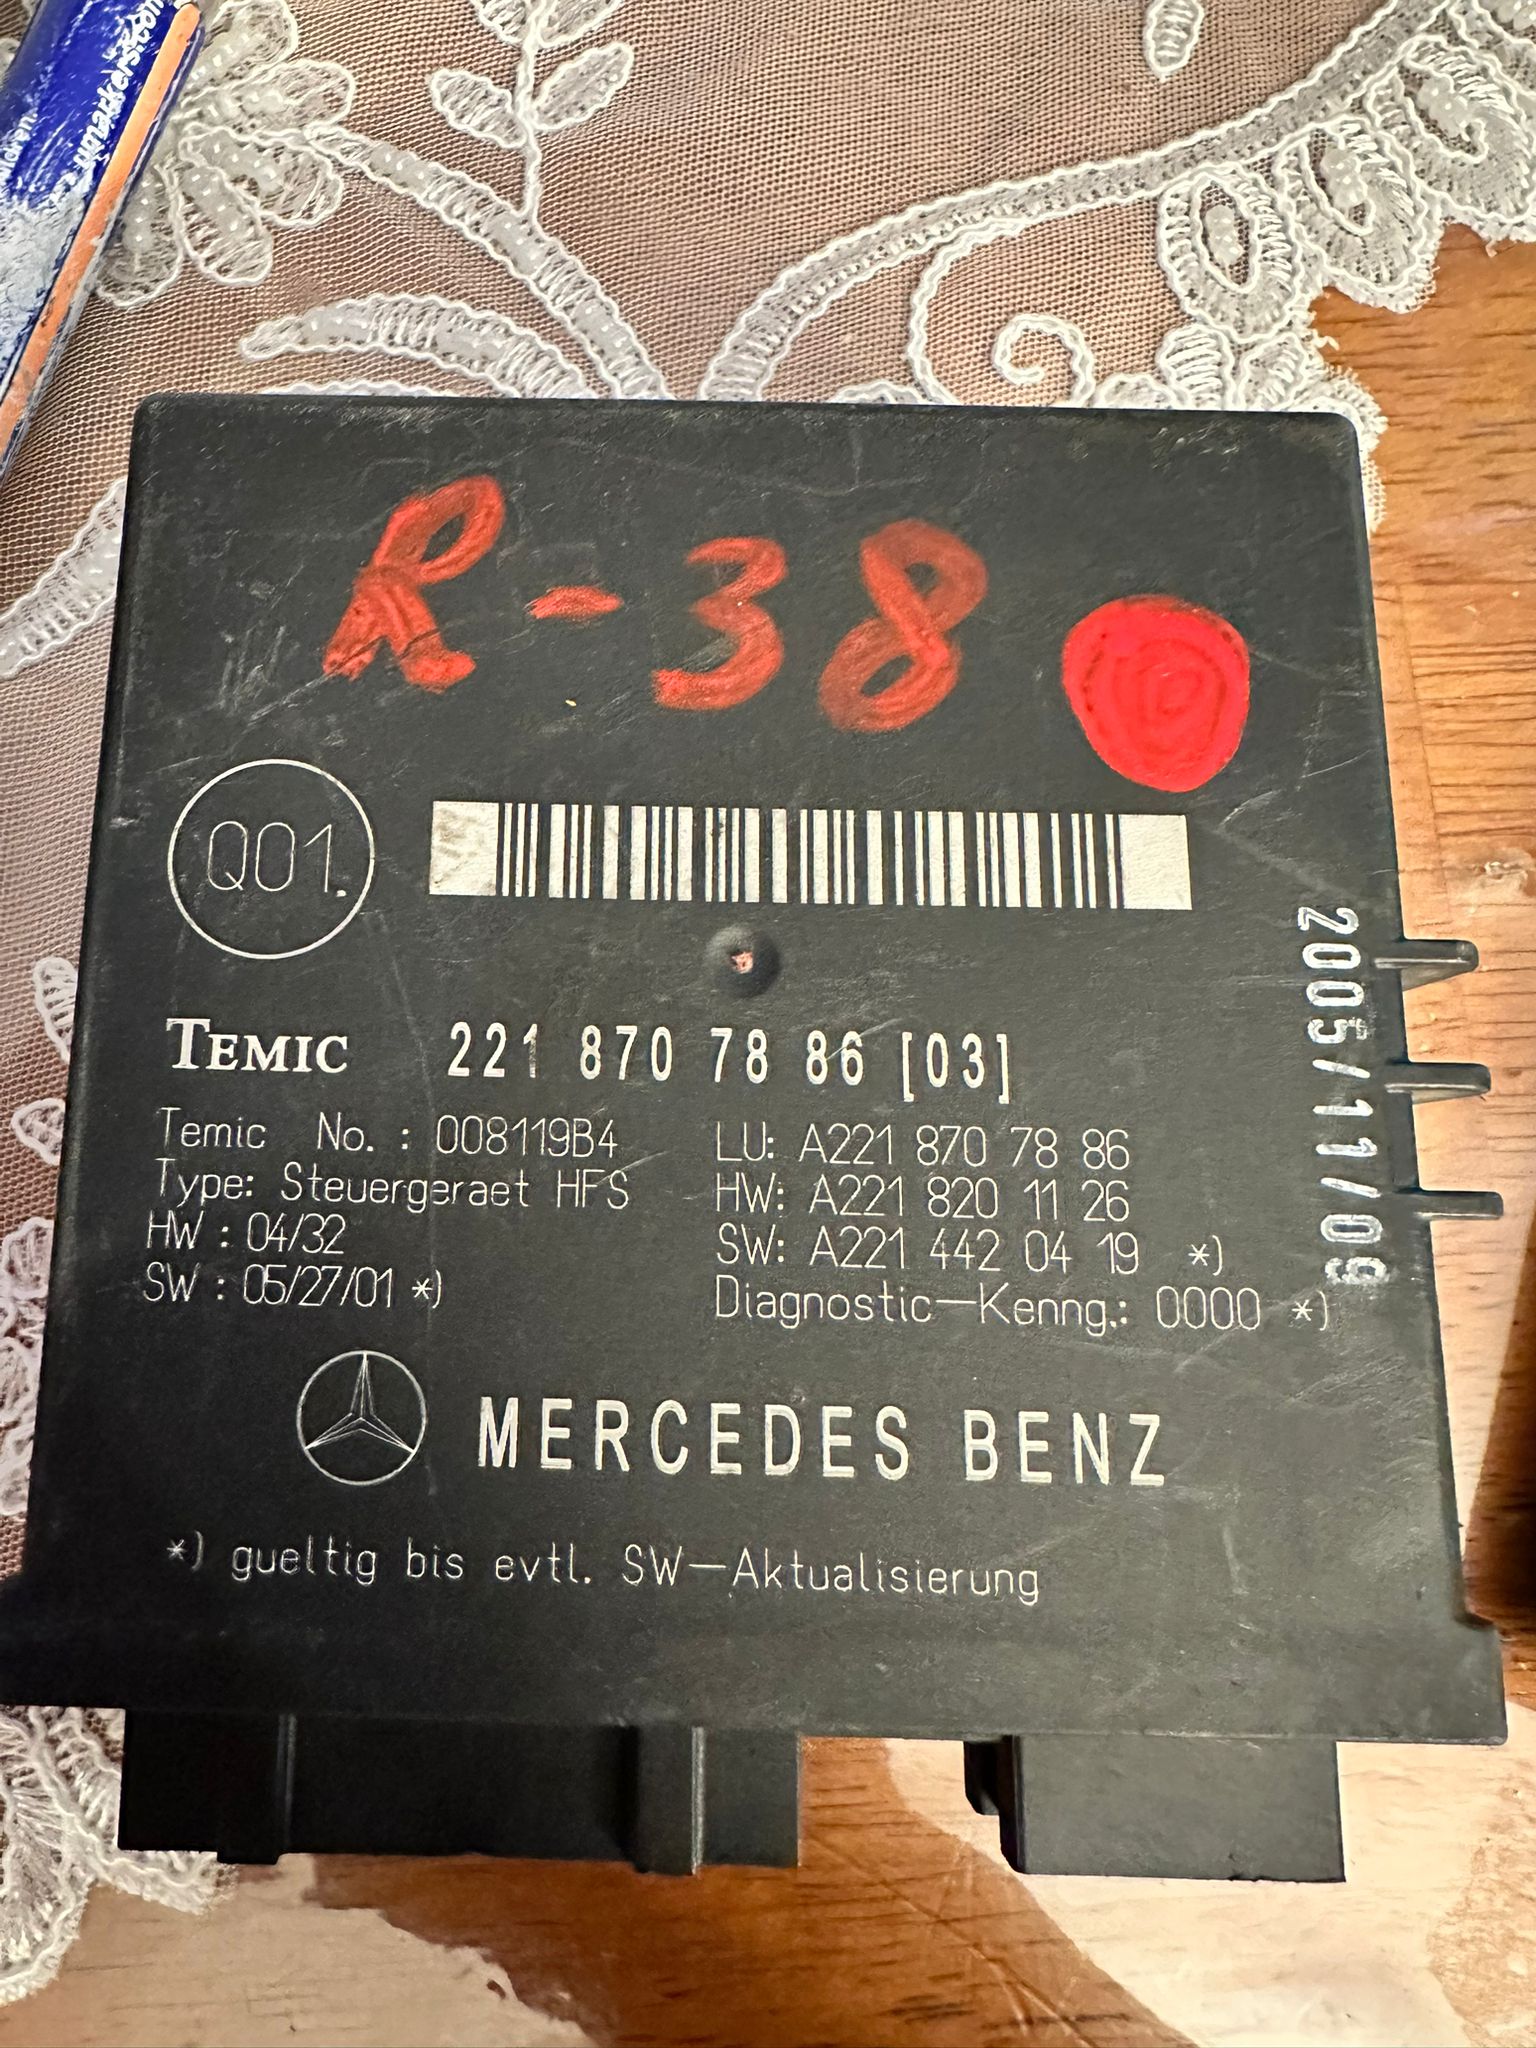 umarkers.com
R-38
Q01.
TEMIC 221 870 78 86 [03]
Temic No. : 008119B4
Type: Steuergeraet HFS
HW : 04/32
SW : 05/27/01 *)
LU: A221 870 78 86
HW: A221 820 11 26
SW: A221 442 04 19 *)
Diagnostic-Kenng.: 0000 *)
2005/11/09
MERCEDES BENZ
*) gueltig bis evtl. SW-Aktualisierung